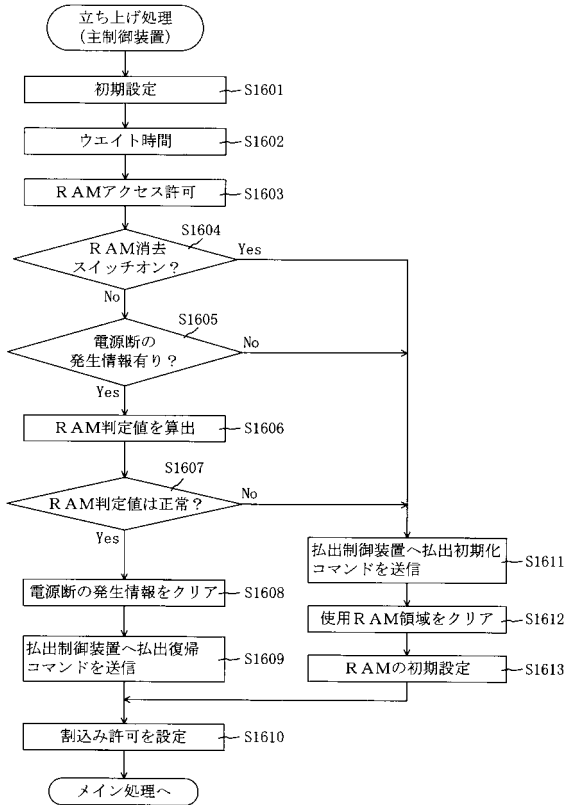 立ち上げ処理
(主制御装置)
初期設定
S1601
ウエイト時間
S1602
ＲＡＭアクセス許可
S1603
S1604
ＲＡＭ消去
スイッチオン？
Yes
No
S1605
電源断の
発生情報有り？
No
Yes
ＲＡＭ判定値を算出
S1606
S1607
ＲＡＭ判定値は正常？
No
Yes
払出制御装置へ払出初期化
コマンドを送信
S1611
電源断の発生情報をクリア
S1608
使用ＲＡＭ領域をクリア
S1612
払出制御装置へ払出復帰
コマンドを送信
S1609
ＲＡＭの初期設定
S1613
割込み許可を設定
S1610
メイン処理へ